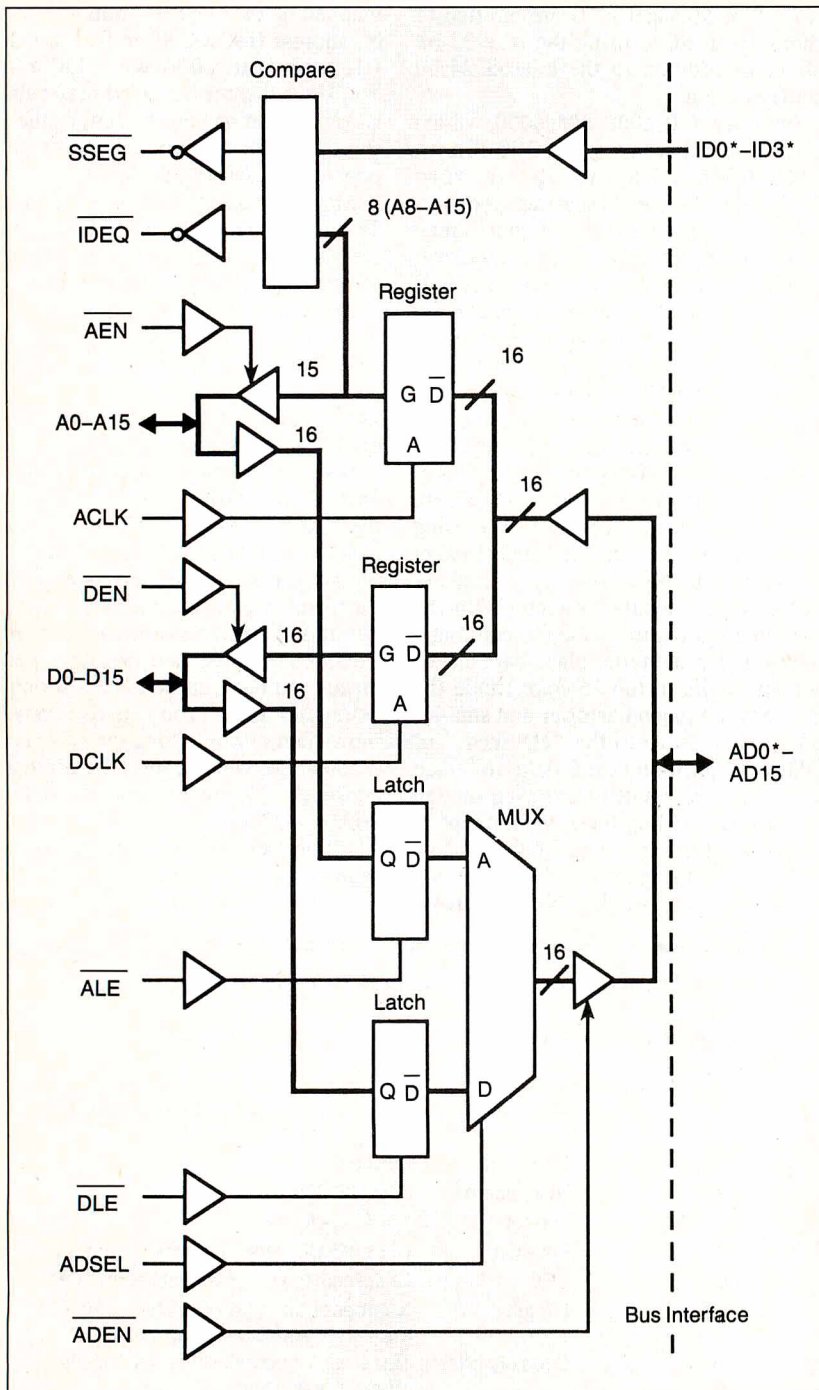 Compare
SSEG
ID0*–ID3*
IDEQ
8 (A8–A15)
Register
AEN
15
16
G D
A0–A15
16
A
16
ACLK
Register
DEN
16
16
G D
D0–D15
16
A
AD0*–
AD15
DCLK
Latch
MUX
Q D
A
16
ALE
Latch
Q D
D
DLE
ADSEL
Bus Interface
ADEN